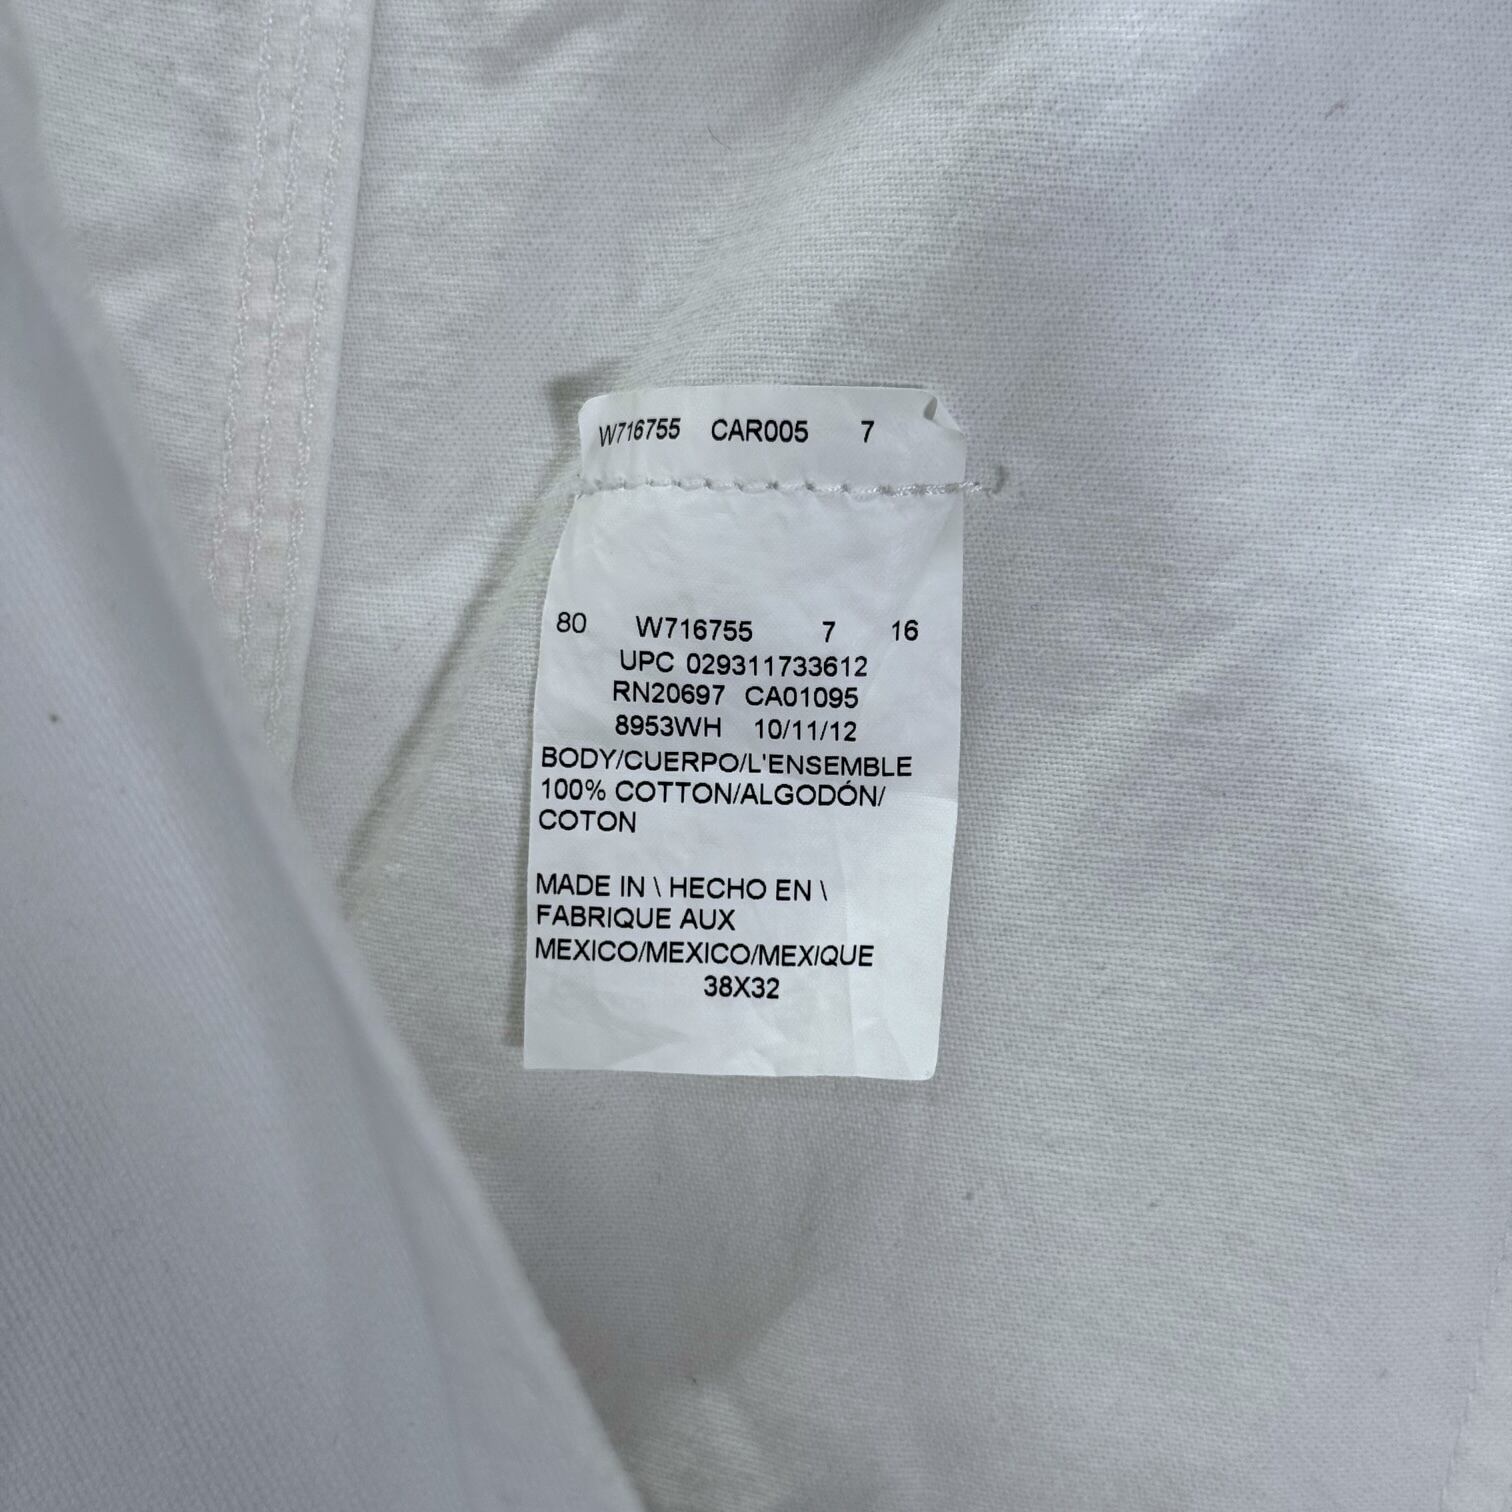 W716755 CAR005 7
80 W716755 7 16
UPC 029311733612
RN20697 CA01095
8953WH 10/11/12
BODY/CUERPO/L'ENSEMBLE
100% COTTON/ALGODÓN/
COTON
MADE IN \ HECHO EN \
FABRIQUE AUX
MEXICO/MEXICO/MEXIQUE
38X32